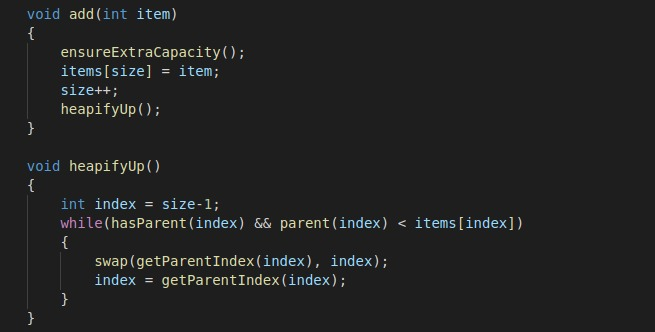 void add(int item)
{
    ensureExtraCapacity();
    items[size] = item;
    size++;
    heapifyUp();
}

void heapifyUp()
{
    int index = size-1;
    while(hasParent(index) && parent(index) < items[index])
    {
        swap(getParentIndex(index), index);
        index = getParentIndex(index);
    }
}